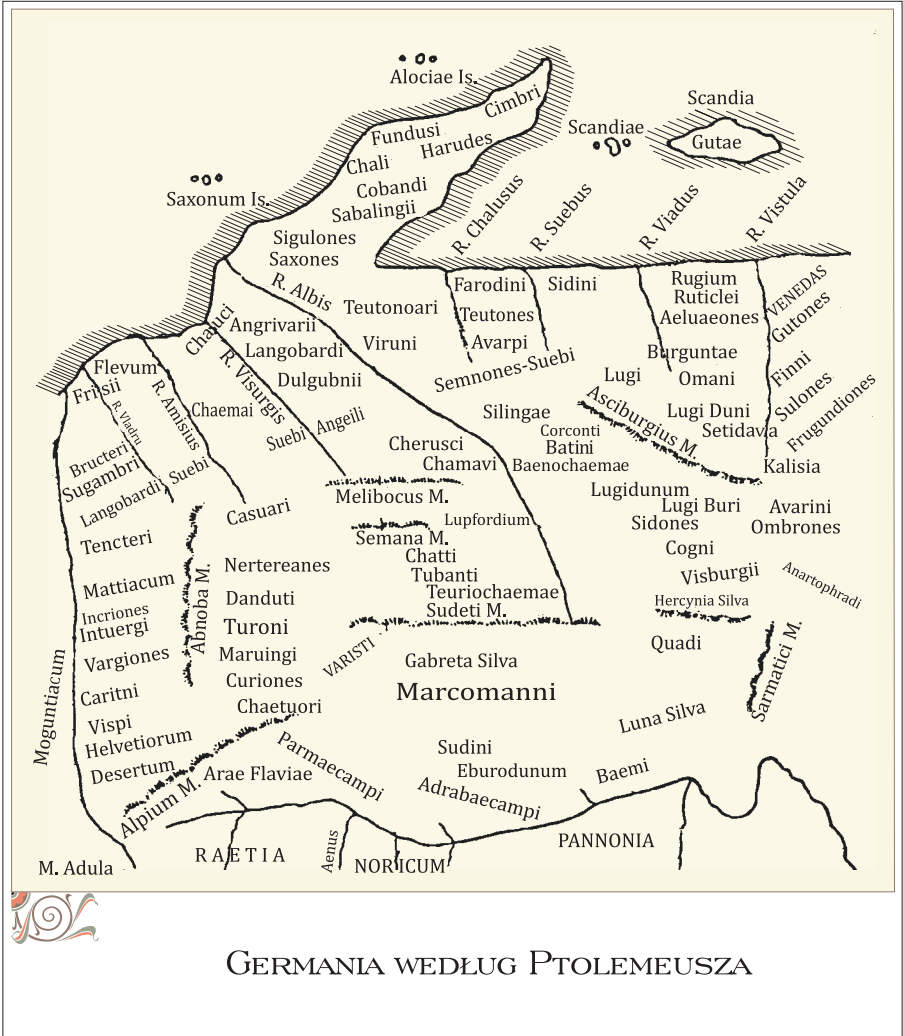 Alociae Is.
Cimbri
Scandia
Fundusi
Scandiae
Harudes
Gutae
Chali
Saxonum Is.
Cobandi
Sabalingii
R. Chalusus
R. Suebus
R. Viadus
R. Vistula
Sigulones
Saxones
R. Albis
Farodini
Sidini
Rugium
Ruticlei
VENEDAS
Teutonoari
Teutones
Aeluaeones
Gutones
Chauci
Angrivarii
Viruni
Avarpi
Langobardi
Burguntae
Flevum
R. Visurgis
Semnones-Suebi
Finni
Frisii
R. Amisius
Dulgubnii
Lugi
Omani
R. Vladru
Chaemai
Asciburgius M.
Sulones
Suebi
Angeili
Silingae
Lugi Duni
Frugundiones
Corconti
Setidavia
Cherusci
Batini
Bructeri
Chamavi
Baenochaemae
Kalisia
Sugambri
Suebi
Melibocus M.
Lugidunum
Langobardi
Casuari
Lupfordium
Lugi Buri
Avarini
Semana M.
Sidones
Ombrones
Tencteri
Chatti
Cogni
Nertereanes
Tubanti
Visburgii
Anartophradi
Mattiacum
Abnoba M.
Danduti
Teuriochaemae
Hercynia Silva
Incriones
Sudeti M.
Intuergi
Turoni
VARISTI
Quadi
Sarmatici M.
Vargiones
Maruingi
Gabreta Silva
Moguntiacum
Caritni
Curiones
Marcomanni
Vispi
Chaetuori
Luna Silva
Helvetiorum
Parmaecampi
Sudini
Desertum
Arae Flaviae
Eburodunum
Baemi
Alpium M.
Adrabaecampi
RAETIA
Aenus
NORICUM
PANNONIA
M. Adula
GERMANIA WEDŁUG PTOLEMEUSZA